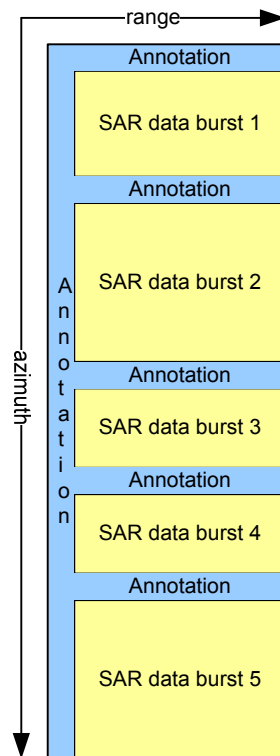 range
Annotation
SAR data burst 1
Annotation
SAR data burst 2
Annotation
azimuth
Annotation
SAR data burst 3
Annotation
SAR data burst 4
Annotation
SAR data burst 5